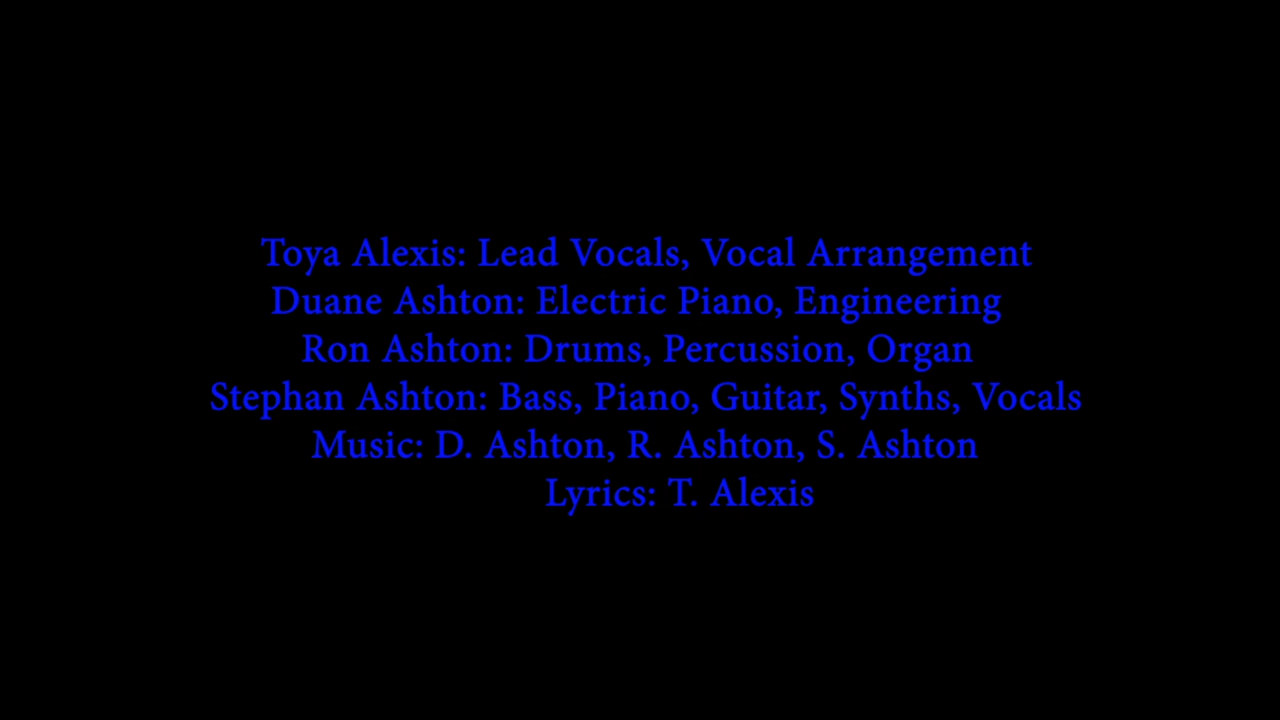 Toya Alexis: Lead Vocals, Vocal Arrangement
Duane Ashton: Electric Piano, Engineering
Ron Ashton: Drums, Percussion, Organ
Stephan Ashton: Bass, Piano, Guitar, Synths, Vocals
Music: D. Ashton, R. Ashton, S. Ashton
Lyrics: T. Alexis